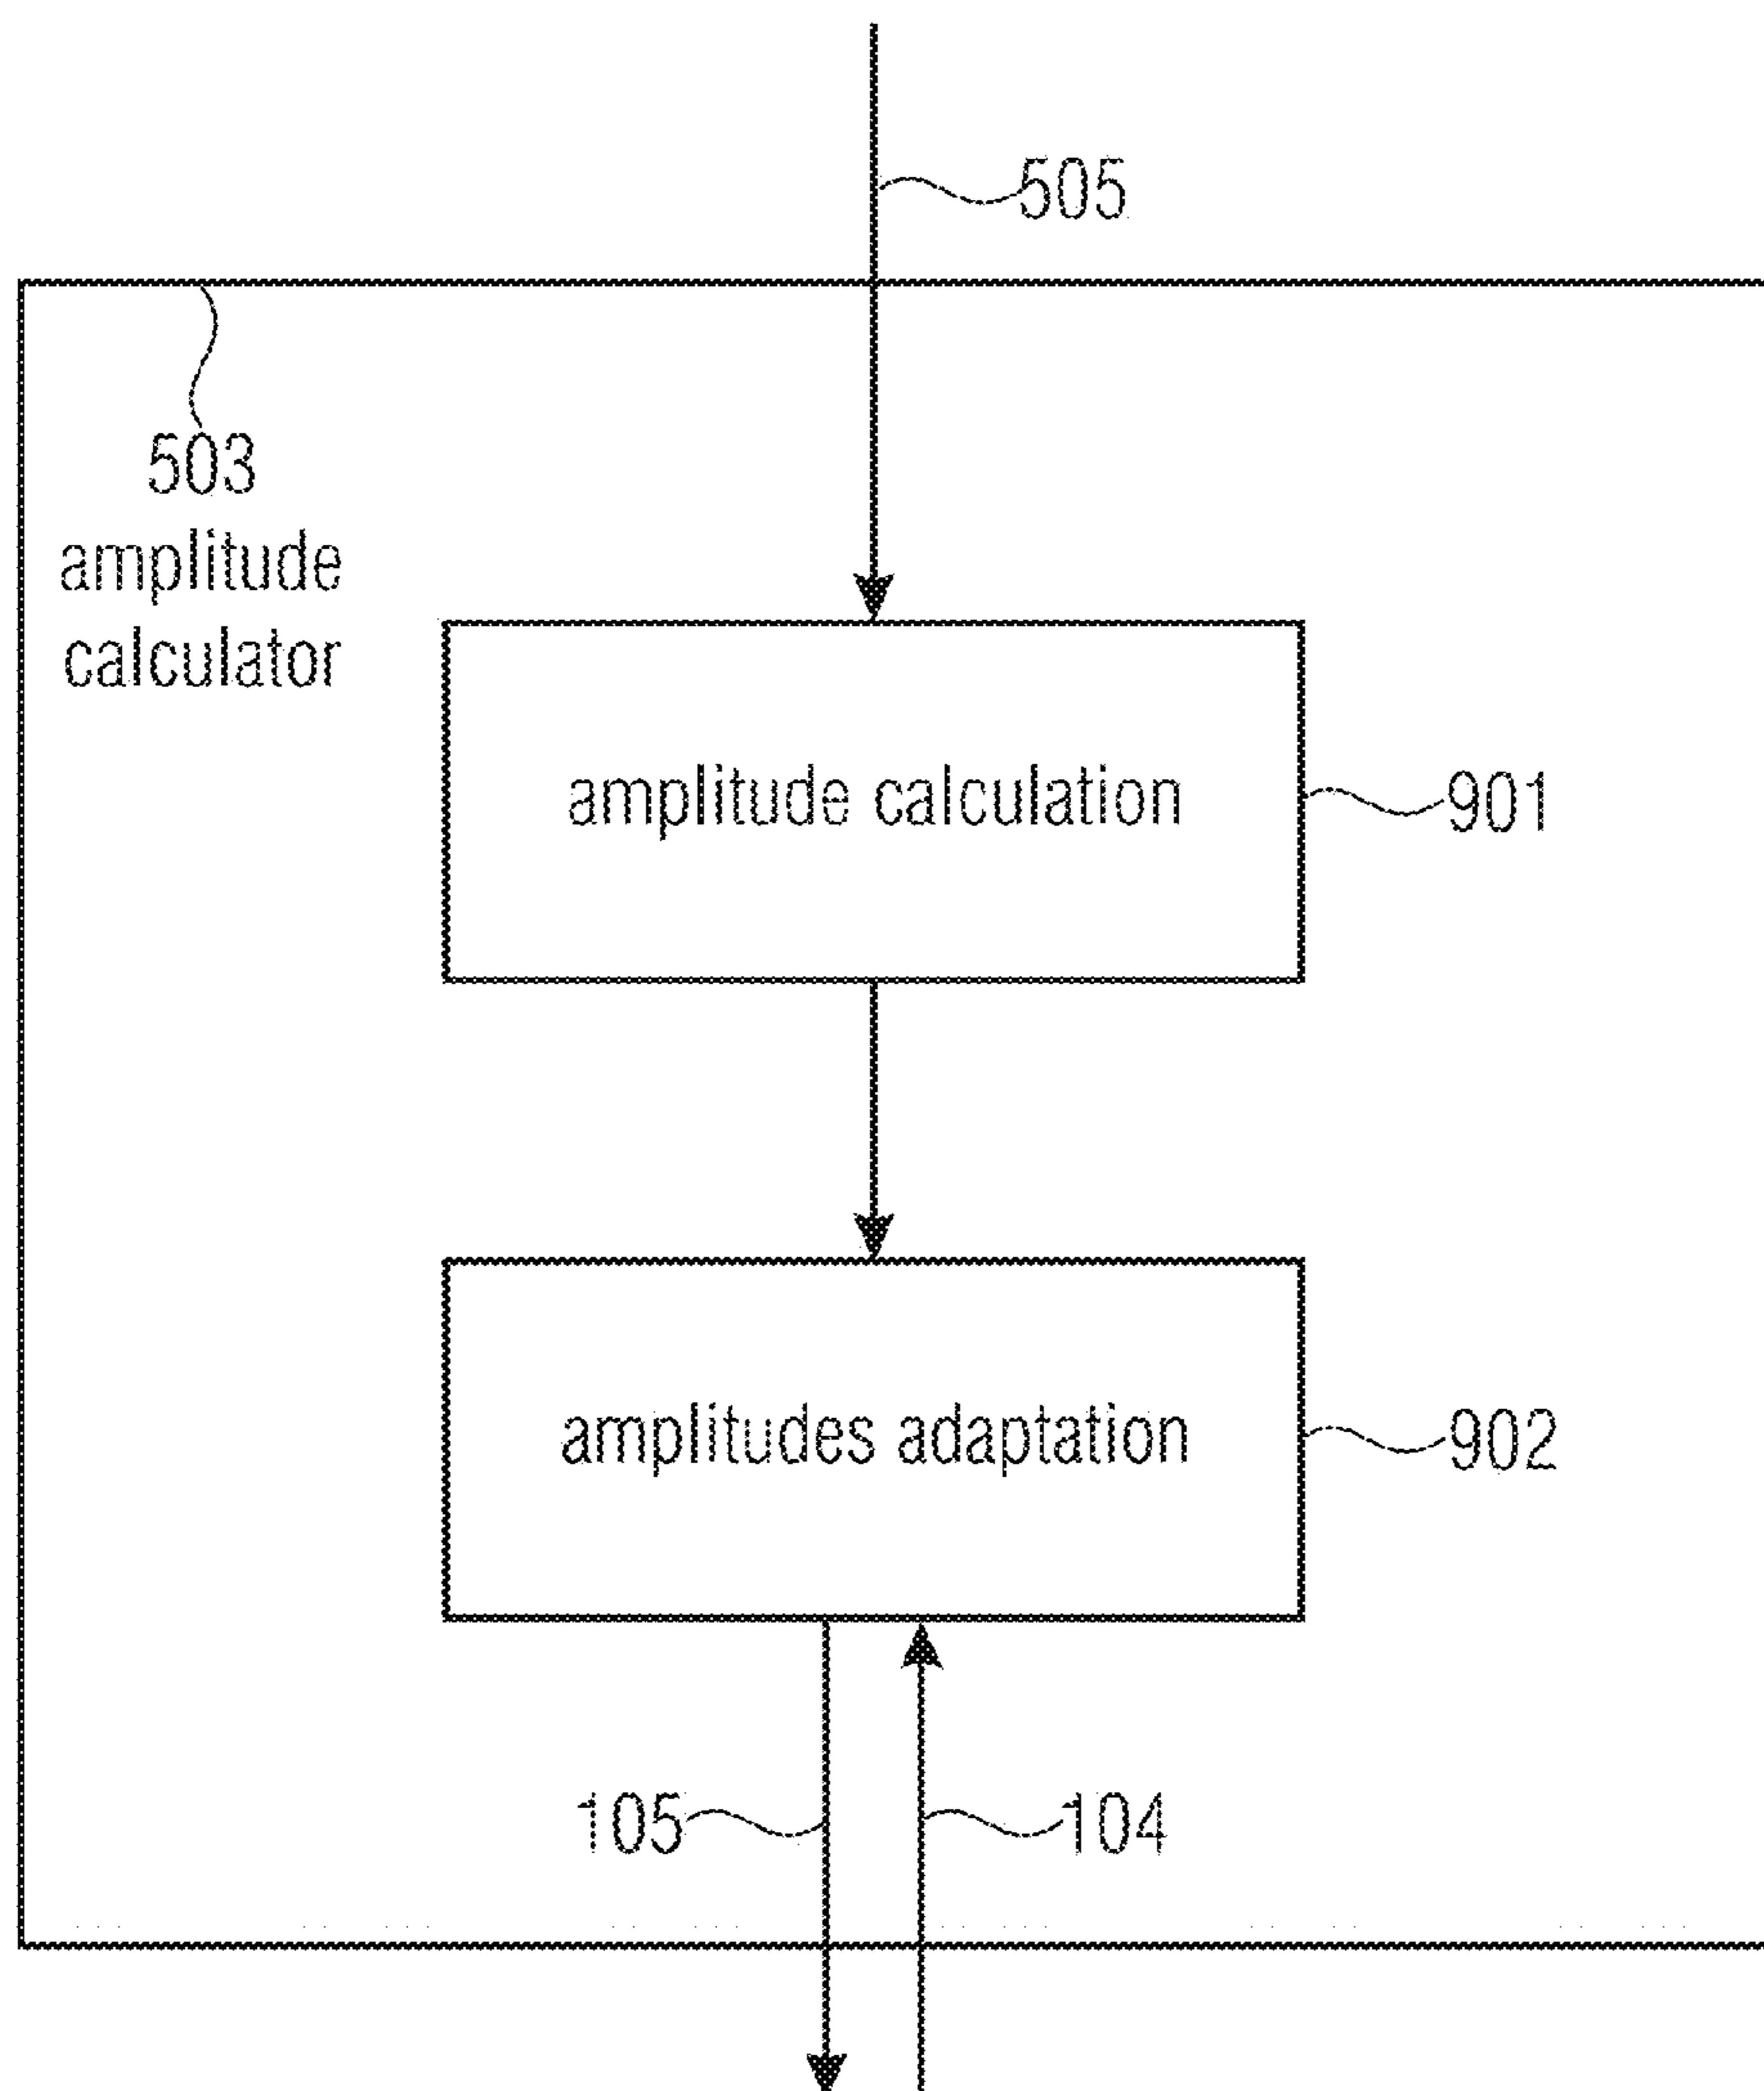 505
503
amplitude
calculator
amplitude calculation
901
amplitudes adaptation
902
105
104